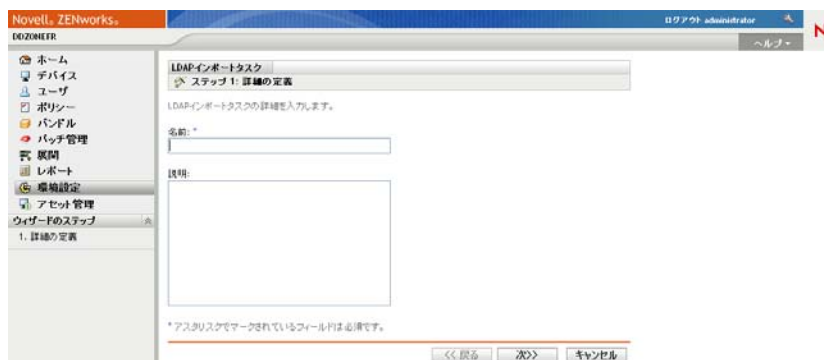 Novell® ZENworks®
ログアウト administrator
DDZONEFR
ヘルプ
ホーム
デバイス
ユーザ
ポリシー
バンドル
パッチ管理
展開
レポート
環境設定
アセット管理
ウィザードのステップ
1. 詳細の定義
LDAPインポートタスク
ステップ 1: 詳細の定義
LDAPインポートタスクの詳細を入力します。
名前: *
説明:
* アスタリスクでマークされているフィールドは必須です。
<< 戻る 次>> キャンセル
N